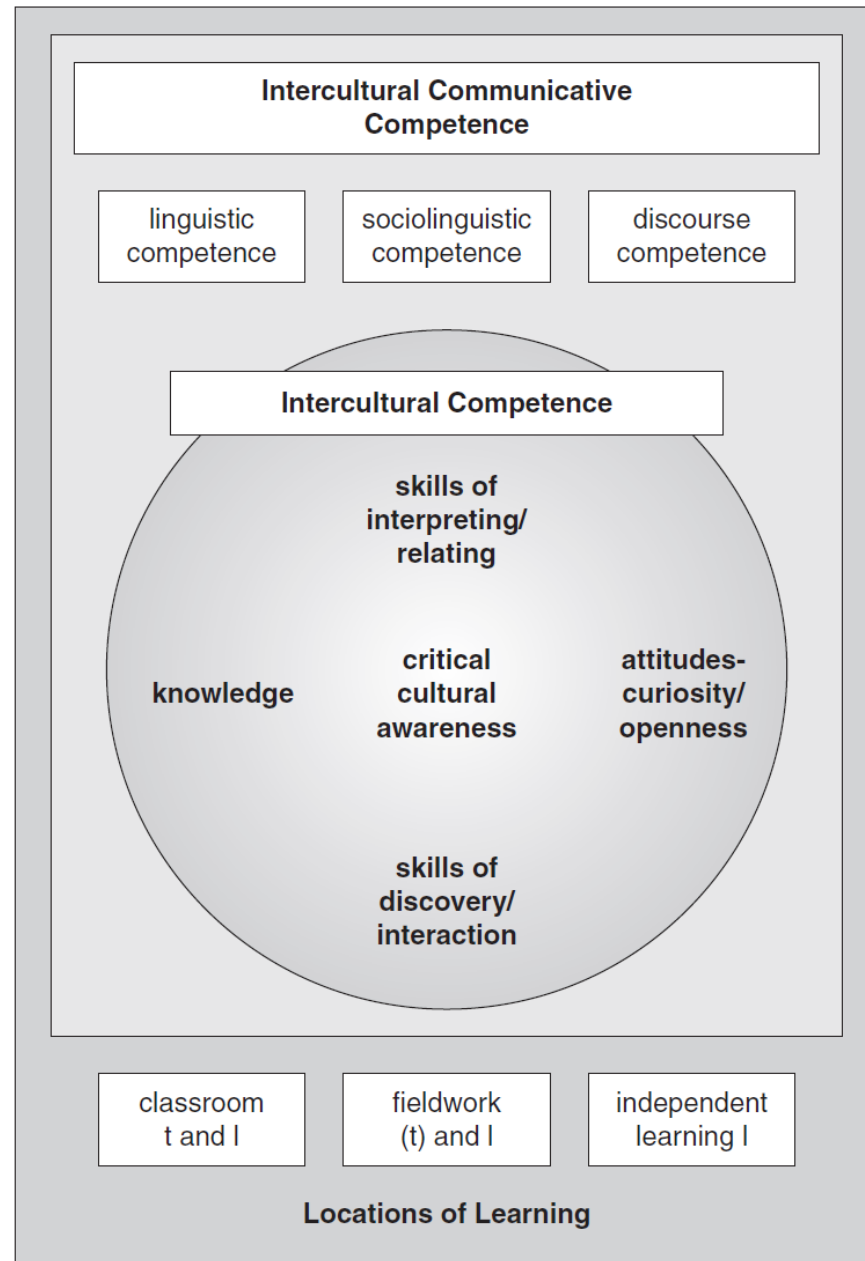 Intercultural Communicative
Competence
linguistic
competence
sociolinguistic
competence
discourse
competence
Intercultural Competence
skills of
interpreting/
relating
knowledge
critical
cultural
awareness
attitudes-
curiosity/
openness
skills of
discovery/
interaction
classroom
t and l
fieldwork
(t) and l
independent
learning l
Locations of Learning